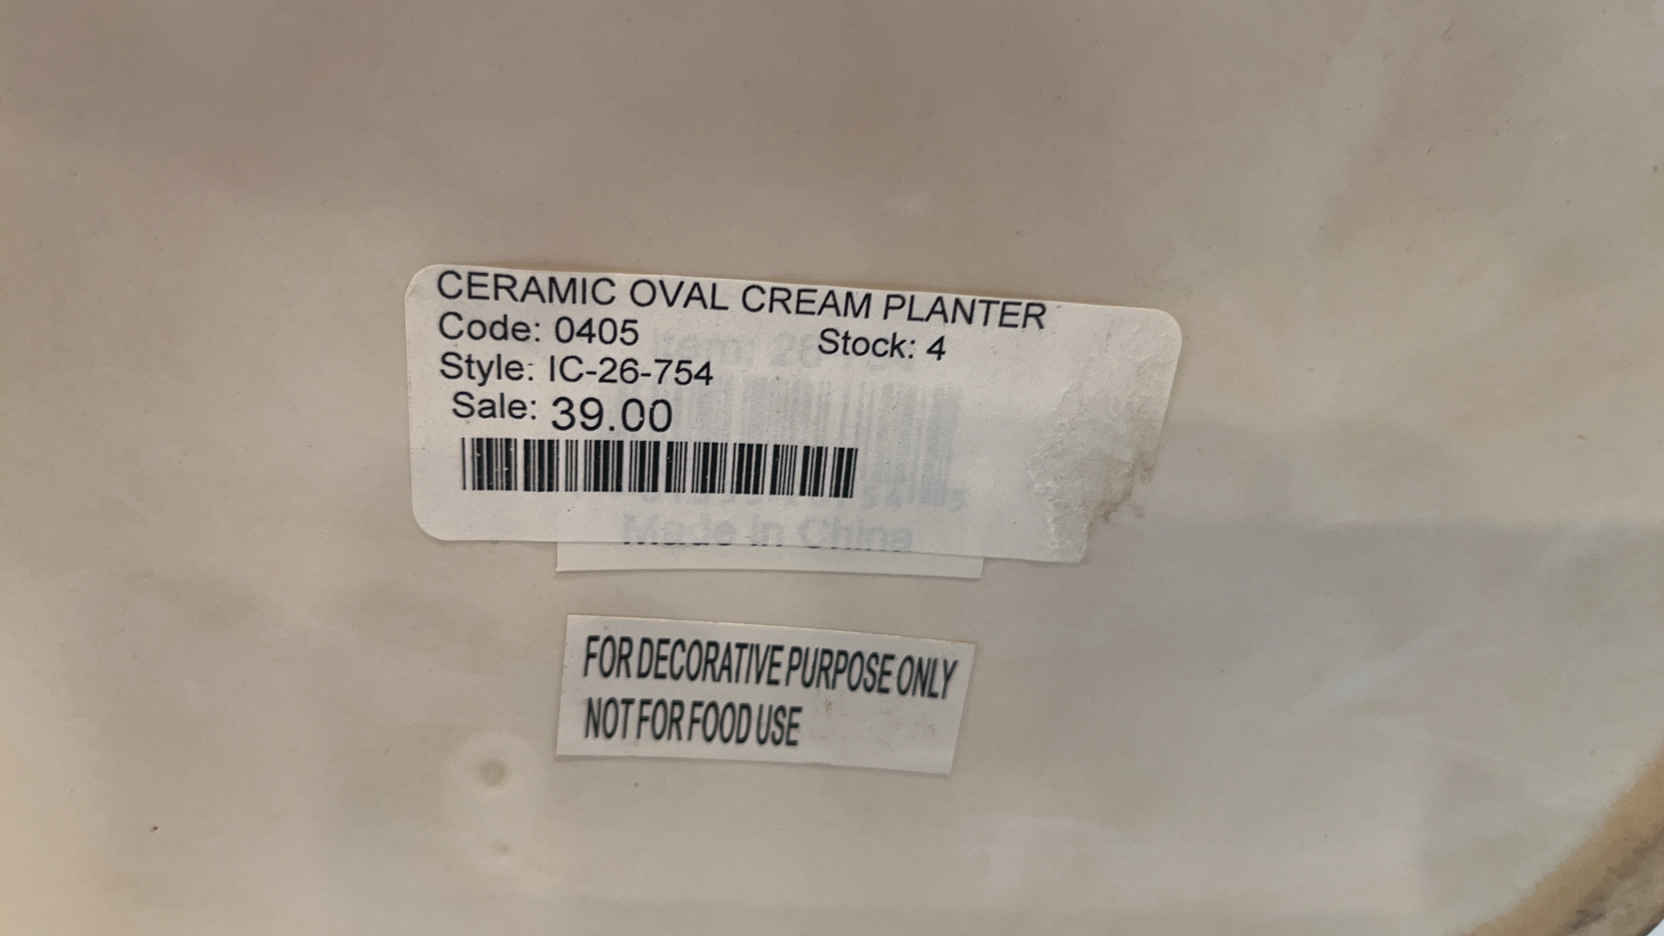 CERAMIC OVAL CREAM PLANTER
Code: 0405 Stock: 4
Style: IC-26-754
Sale: 39.00
Made in China
FOR DECORATIVE PURPOSE ONLY
NOT FOR FOOD USE